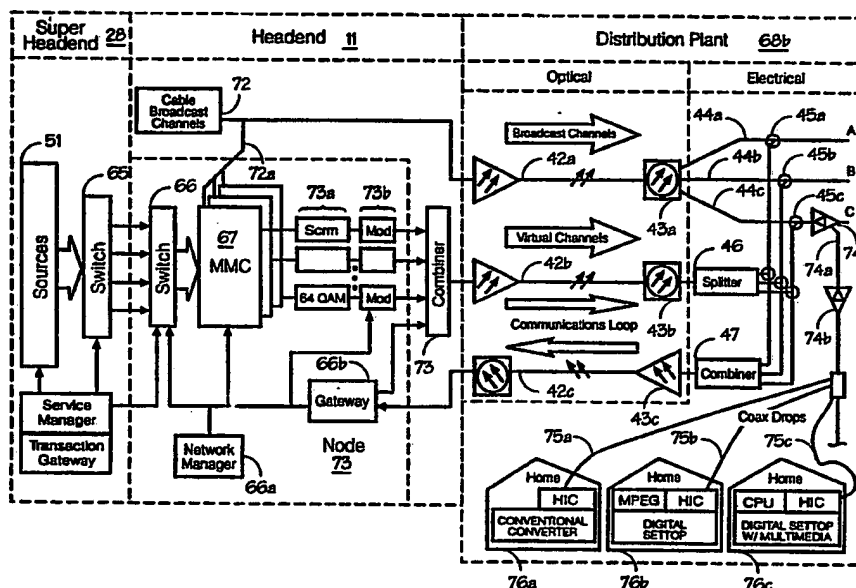 Super Headend 28
Headend 11
Distribution Plant 68b
Optical
Electrical
Cable Broadcast Channels
72
72a
51
65
66
Sources
Switch
Switch
67
MMC
73a
73b
Scrm
Mod
64 QAM
Mod
Combiner
73
Broadcast Channels
42a
43a
44a
44b
44c
45a
45b
45c
A
B
C
74
74a
74b
Virtual Channels
42b
43b
46
Splitter
Communications Loop
47
Combiner
42c
43c
66b
Gateway
Service Manager
Transaction Gateway
Network Manager
66a
Node 73
Coax Drops
75a
75b
75c
Home
HIC
CONVENTIONAL CONVERTER
76a
Home
MPEG HIC
DIGITAL SETTOP
76b
Home
CPU HIC
DIGITAL SETTOP W/ MULTIMEDIA
76c